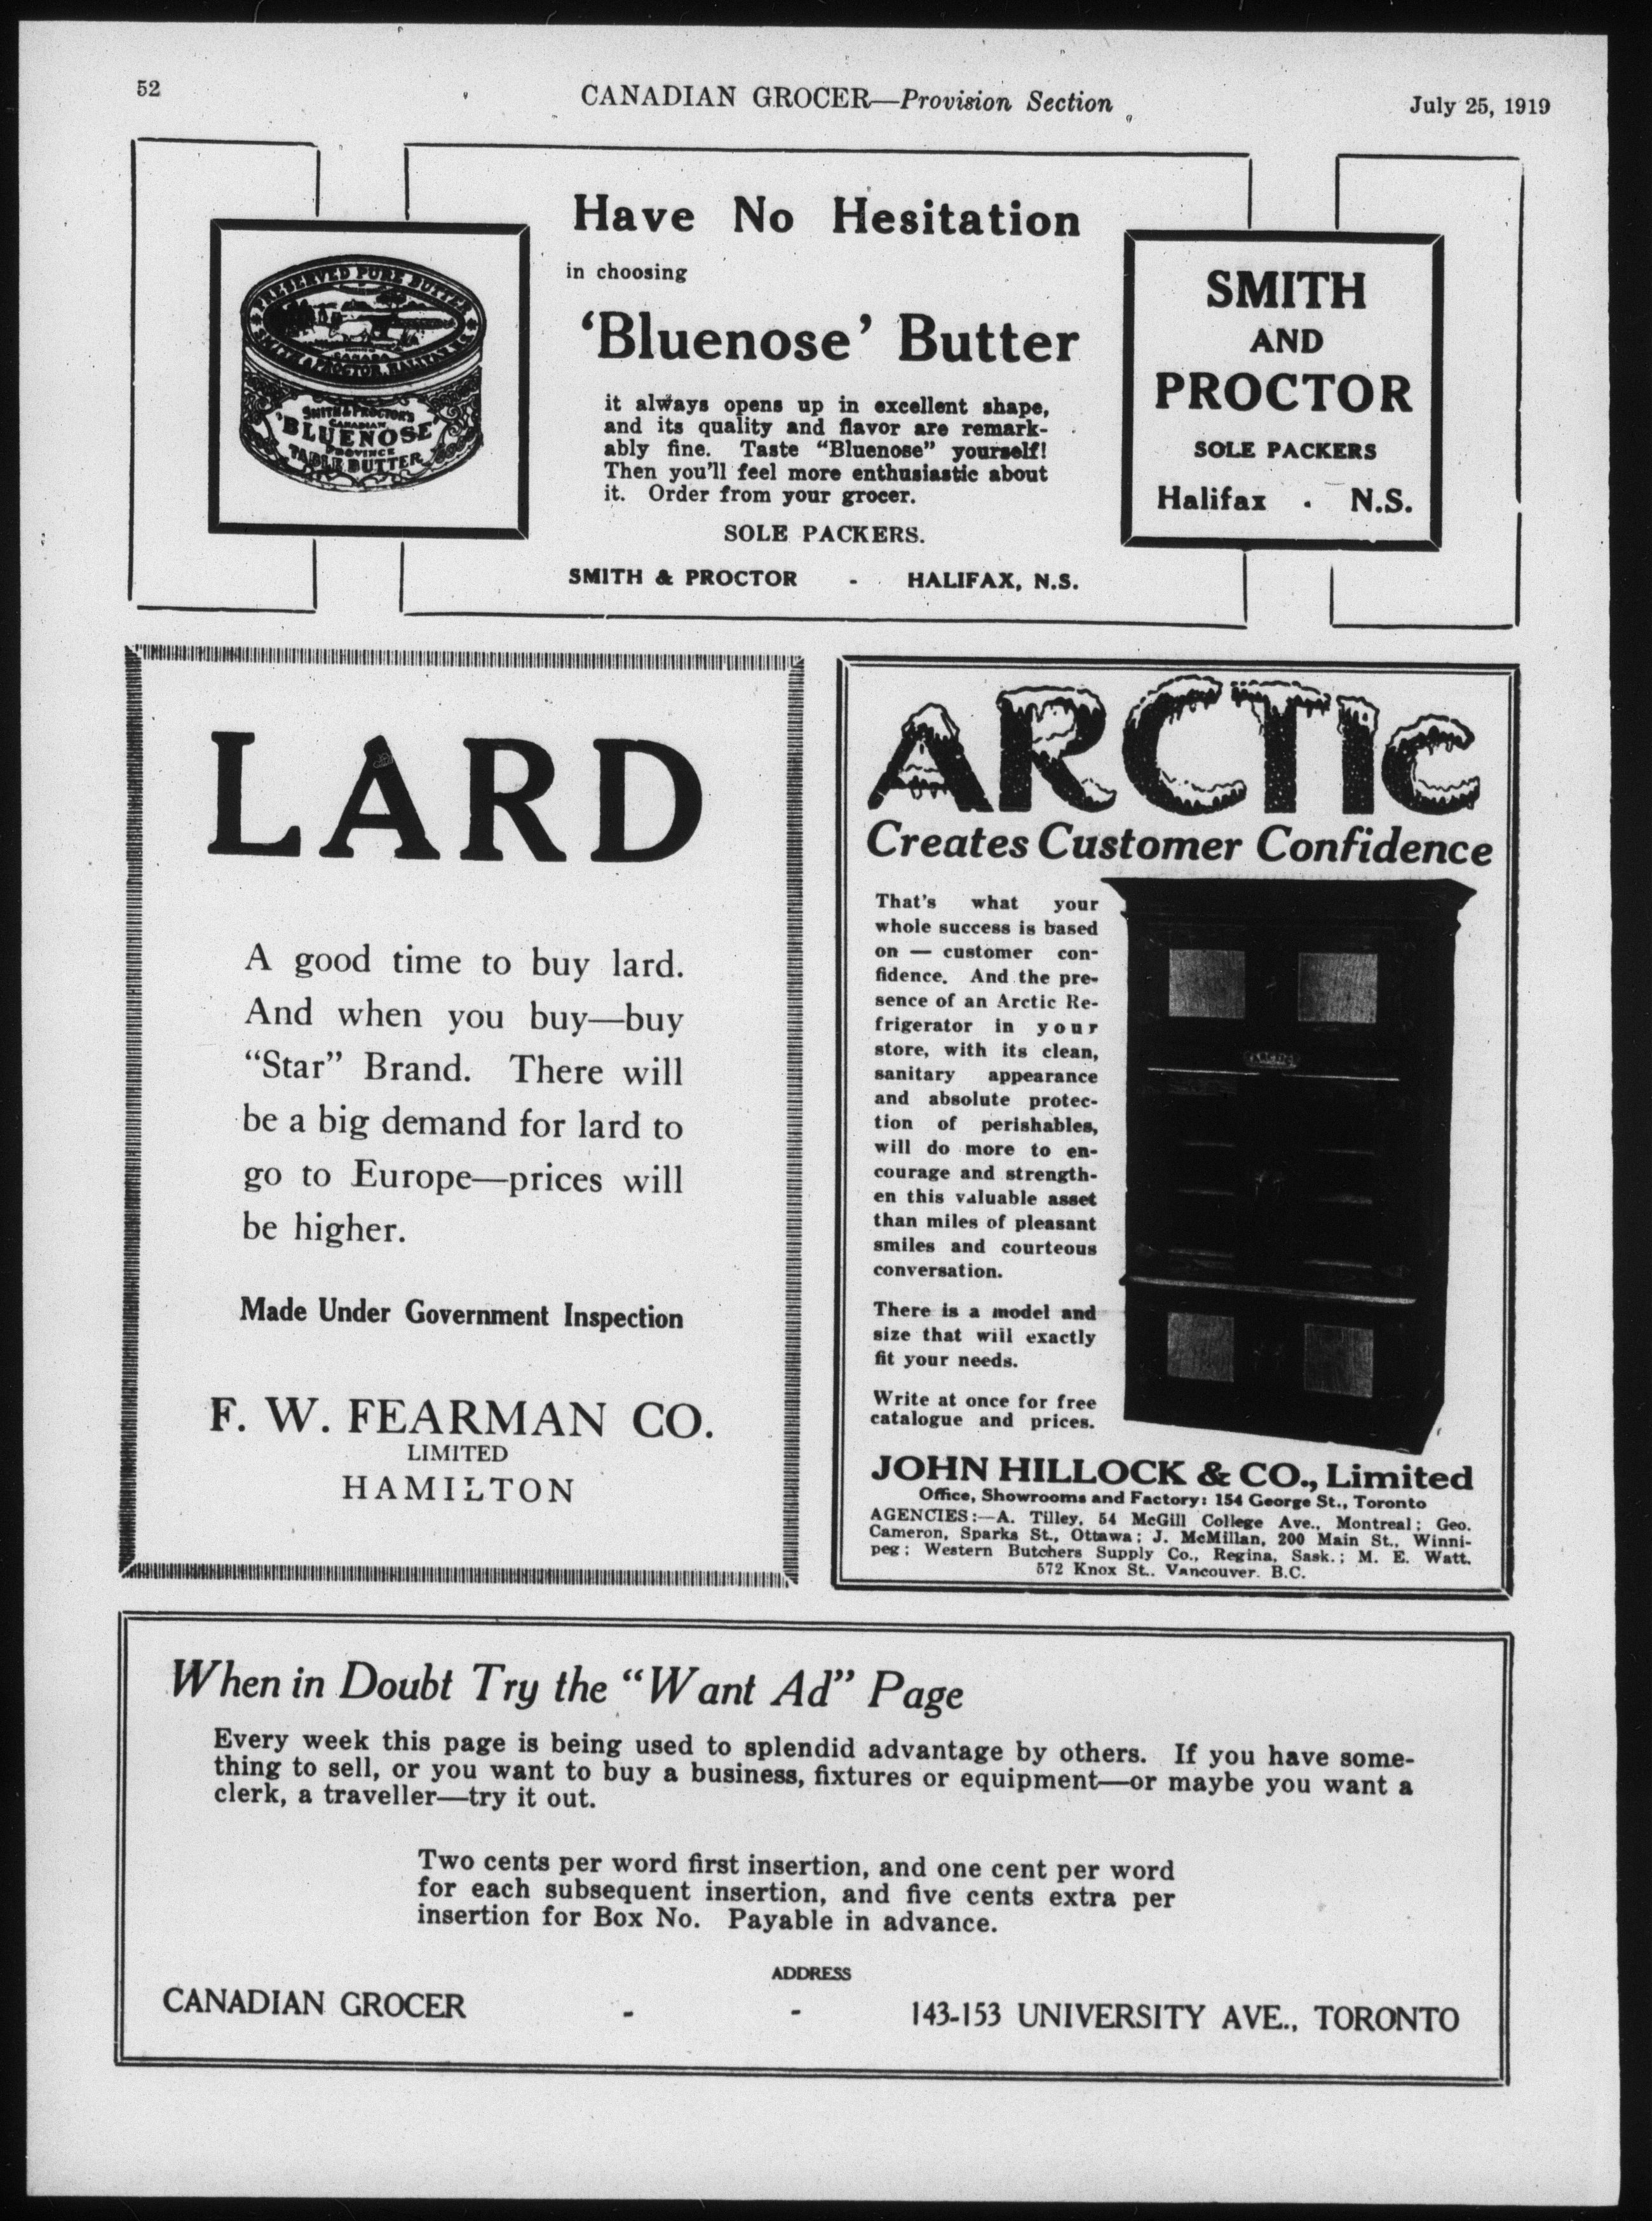 52
CANADIAN GROCER—Provision Section
July 25, 1919
Have No Hesitation
in choosing
'Bluenose' Butter
it always opens up in excellent shape,
and its quality and flavor are remark-
ably fine. Taste "Bluenose" yourself!
Then you'll feel more enthusiastic about
it. Order from your grocer.
SOLE PACKERS.
SMITH & PROCTOR - HALIFAX, N.S.
PRESERVED PURE BUTTER
CANADA
SMITH & PROCTOR, HALIFAX N.S.
SMITH & PROCTOR'S
CANADIAN
'BLUENOSE'
PROVINCE
TABLE BUTTER
SMITH
AND
PROCTOR
SOLE PACKERS
Halifax - N.S.
LARD
A good time to buy lard.
And when you buy—buy
"Star" Brand. There will
be a big demand for lard to
go to Europe—prices will
be higher.
Made Under Government Inspection
F. W. FEARMAN CO.
LIMITED
HAMILTON
ARCTIC
Creates Customer Confidence
That's what your
whole success is based
on — customer con-
fidence. And the pre-
sence of an Arctic Re-
frigerator in your
store, with its clean,
sanitary appearance
and absolute protec-
tion of perishables,
will do more to en-
courage and strength-
en this valuable asset
than miles of pleasant
smiles and courteous
conversation.
There is a model and
size that will exactly
fit your needs.
Write at once for free
catalogue and prices.
ARCTIC
JOHN HILLOCK & CO., Limited
Office, Showrooms and Factory: 154 George St., Toronto
AGENCIES:—A. Tilley, 54 McGill College Ave., Montreal; Geo.
Cameron, Sparks St., Ottawa; J. McMillan, 200 Main St., Winni-
peg; Western Butchers Supply Co., Regina, Sask.; M. E. Watt,
572 Knox St., Vancouver. B.C.
When in Doubt Try the "Want Ad" Page
Every week this page is being used to splendid advantage by others. If you have some-
thing to sell, or you want to buy a business, fixtures or equipment—or maybe you want a
clerk, a traveller—try it out.
Two cents per word first insertion, and one cent per word
for each subsequent insertion, and five cents extra per
insertion for Box No. Payable in advance.
ADDRESS
CANADIAN GROCER - - 143-153 UNIVERSITY AVE., TORONTO